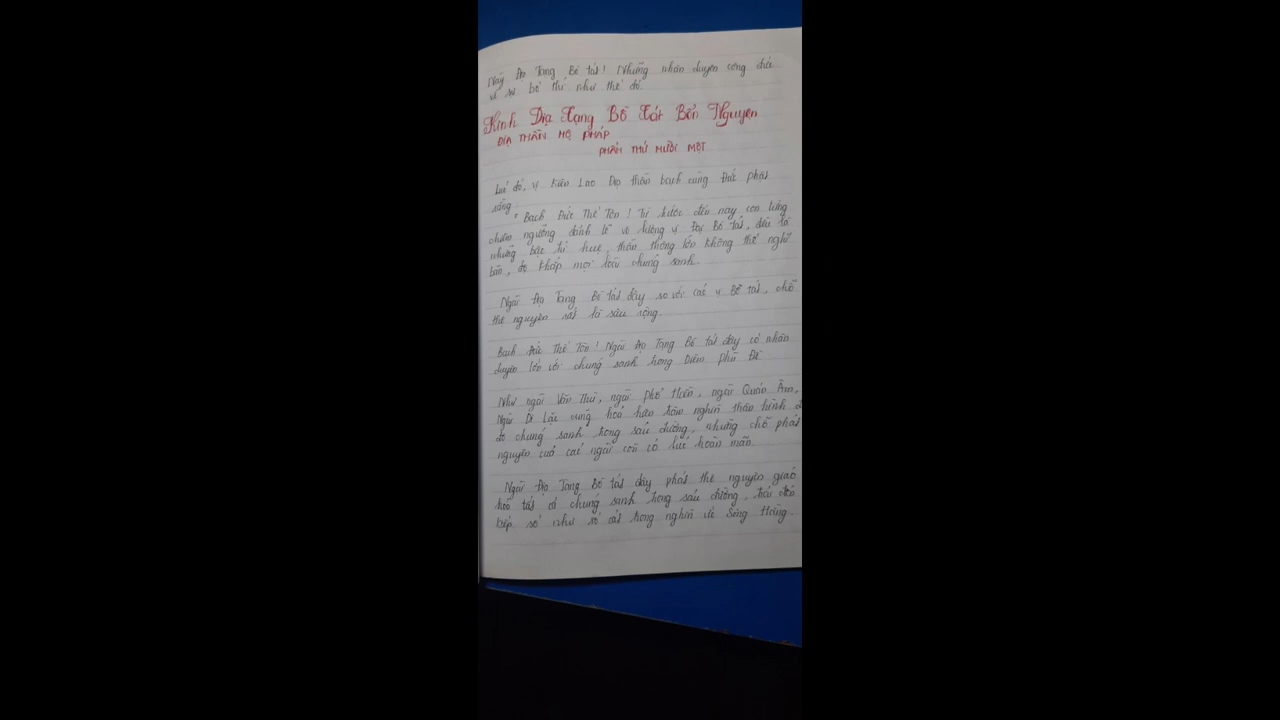 Này Địa Tạng Bồ tát! Những nhân duyên công đức
về sự bố thí như thế đó.
Kinh Địa Tạng Bồ Tát Bổn Nguyện
ĐỊA THẦN HỘ PHÁP
PHẨM THỨ MƯỜI MỘT
Lúc đó, vị Kiên Lao Địa thần bạch cùng Đức phật
rằng:
"Bạch Đức Thế Tôn! Từ trước đến nay con từng
chiêm ngưỡng đảnh lễ vô lượng vị Đại Bồ tát, đều là
những bậc trí huệ, thần thông lớn không thể nghĩ
bàn, độ khắp mọi loài chúng sanh.
Ngài Địa Tạng Bồ tát đây so với các vị Bồ tát, chỗ
thệ nguyện rất là sâu rộng.
Bạch Đức Thế Tôn! Ngài Địa Tạng Bồ tát đây có nhân
duyên lớn với chúng sanh trong Diêm Phù Đề
Như ngài Văn Thù, ngài phổ Hiền, ngài Quán Âm,
Ngài Di Lặc cũng hoá hiện trăm nghìn thân hình
độ chúng sanh trong sáu đường, nhưng chỗ phát
nguyện của các ngài còn có lúc hoàn mãn.
Ngài Địa Tạng Bồ tát đây phát thệ nguyện giáo
hoá tất cả chúng sanh trong sáu đường, trải đến
kiếp số như số cát trong nghìn ức Sông Hằng.